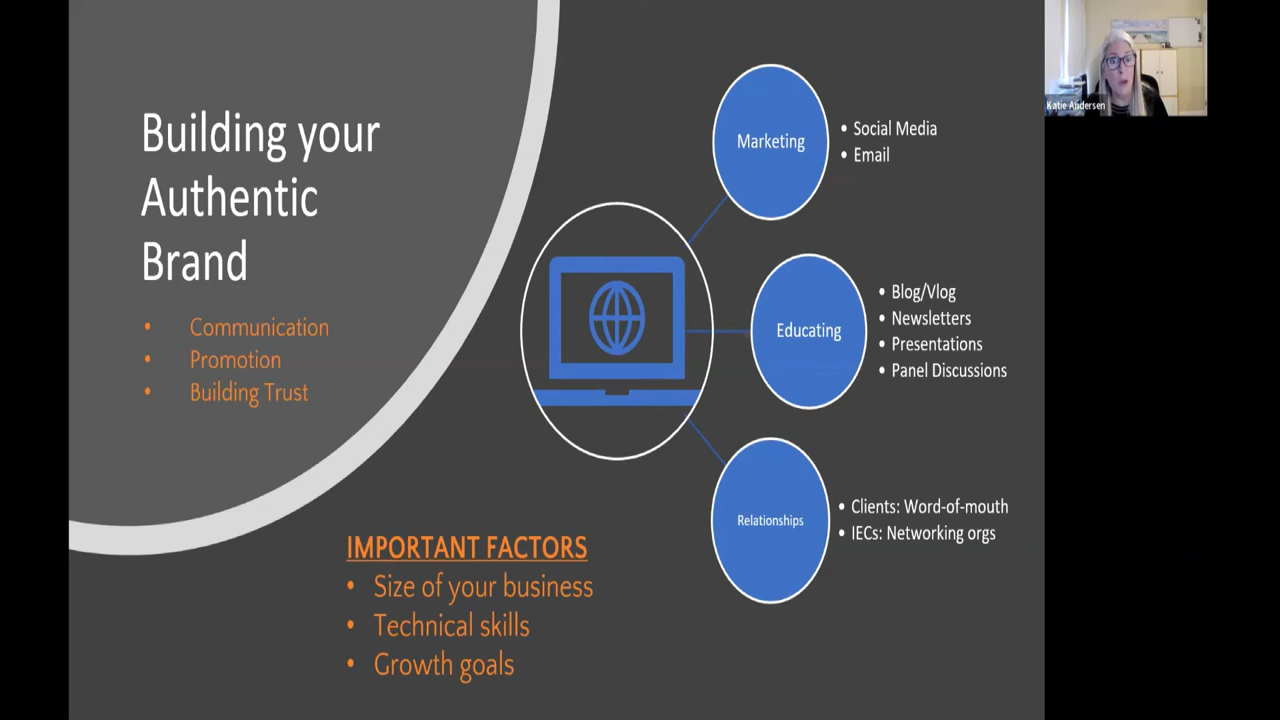 Building your
Authentic
Brand
• Communication
• Promotion
• Building Trust
Marketing
• Social Media
• Email
Educating
• Blog/Vlog
• Newsletters
• Presentations
• Panel Discussions
Relationships
• Clients: Word-of-mouth
• IECs: Networking orgs
IMPORTANT FACTORS
• Size of your business
• Technical skills
• Growth goals
Katie Andersen